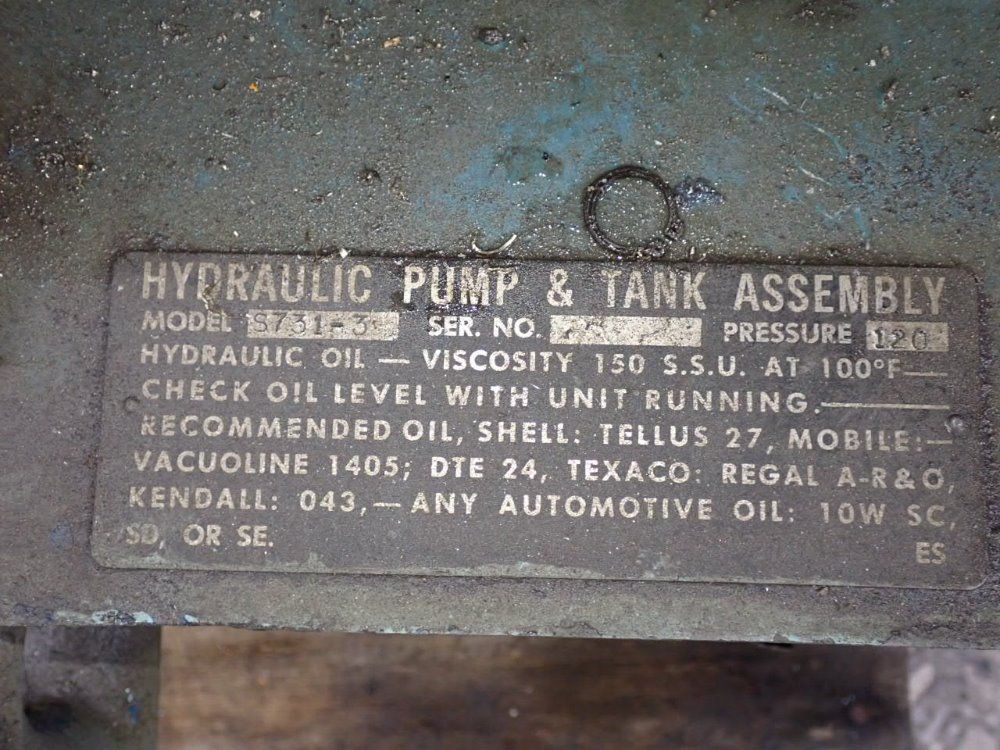 HYDRAULIC PUMP & TANK ASSEMBLY
MODEL S731-3 SER. NO. PRESSURE 120
HYDRAULIC OIL — VISCOSITY 150 S.S.U. AT 100°F—
CHECK OIL LEVEL WITH UNIT RUNNING.—
RECOMMENDED OIL, SHELL: TELLUS 27, MOBILE:—
VACUOLINE 1405; DTE 24, TEXACO: REGAL A-R&O,
KENDALL: 043,— ANY AUTOMOTIVE OIL: 10W SC,
SD, OR SE.
ES